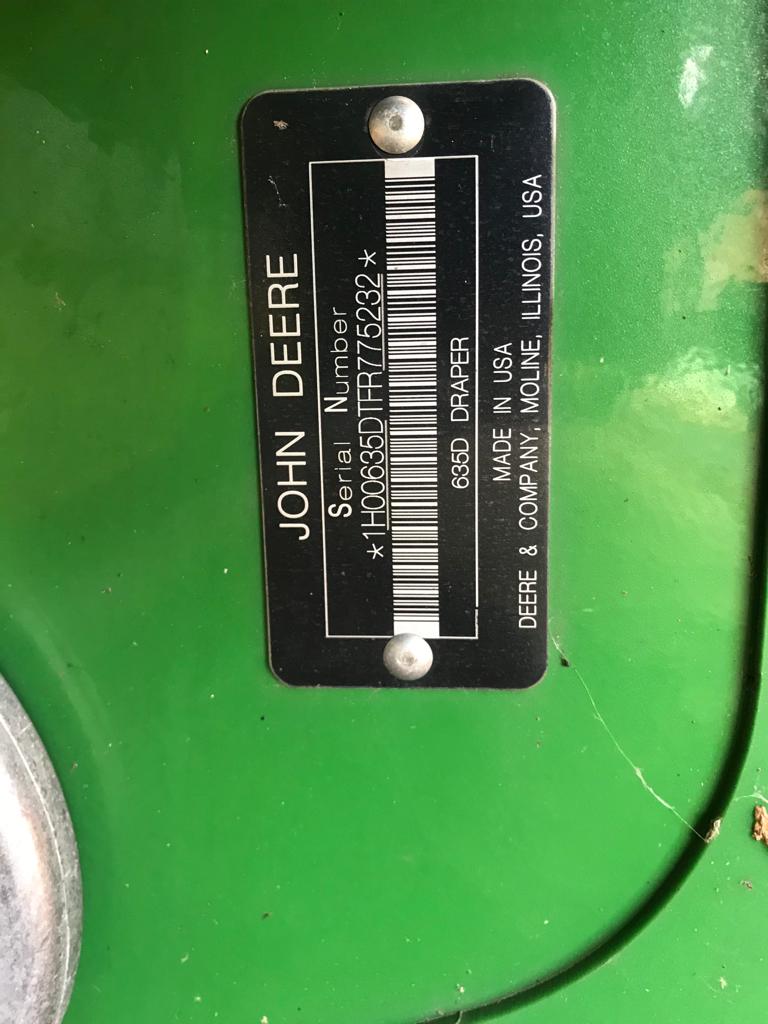 JOHN DEERE
Serial Number
*1H00635DTFR775232*
635D DRAPER
MADE IN USA
DEERE & COMPANY, MOLINE, ILLINOIS, USA